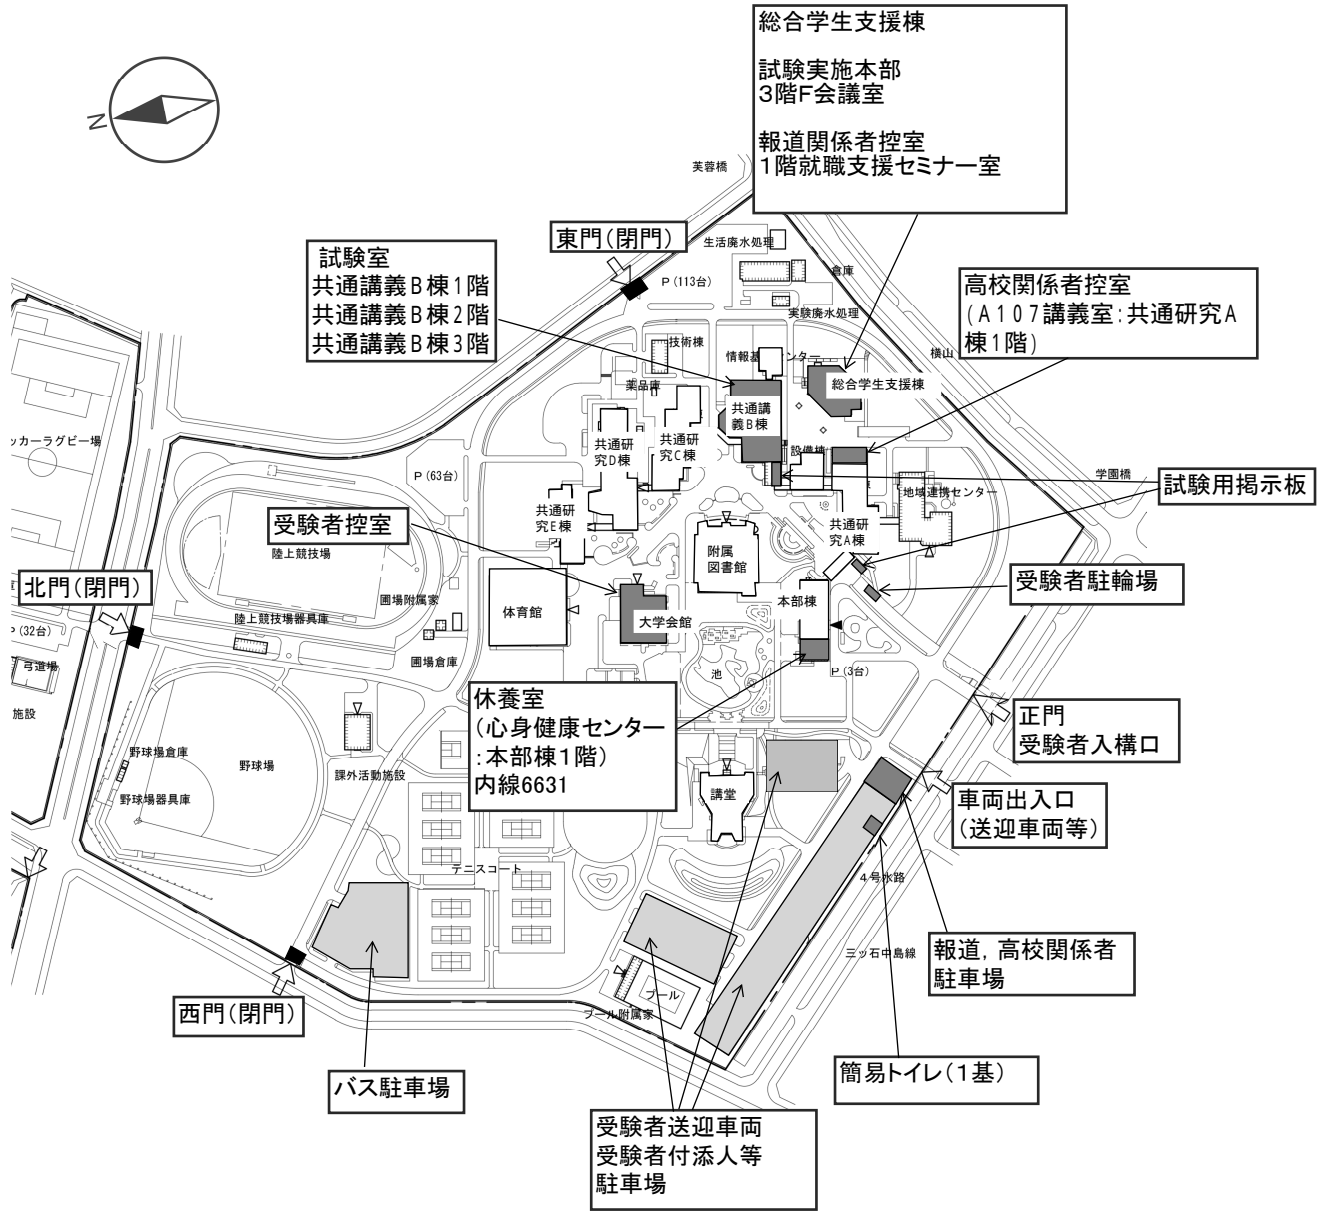 総合学生支援棟
試験実施本部
3階F会議室
報道関係者控室
1階就職支援セミナー室
N
芙蓉橋
東門(閉門)
生活廃水処理
倉庫
P(113台)
実験廃水処理
試験室
共通講義B棟1階
共通講義B棟2階
共通講義B棟3階
高校関係者控室
(A107講義室:共通研究A
棟1階)
横山
技術棟
薬品庫
総合学生支援棟
共通講
義B棟
共通研
究C棟
共通研
究D棟
設備棟
ッカーラグビー場
P(63台)
学園橋
試験用掲示板
地域連携センター
共通研
究E棟
共通研
究A棟
受験者控室
陸上競技場
附属
図書館
北門(閉門)
受験者駐輪場
圃場附属家
本部棟
体育館
大学会館
陸上競技場器具庫
P(32台)
弓道場
圃場倉庫
池
P(3台)
施設
休養室
(心身健康センター
:本部棟1階)
内線6631
正門
受験者入構口
野球場倉庫
野球場
課外活動施設
野球場器具庫
講堂
車両出入口
(送迎車両等)
テニスコート
4号水路
三ッ石中島線
報道,高校関係者
駐車場
プール
プール附属家
西門(閉門)
バス駐車場
簡易トイレ(1基)
受験者送迎車両
受験者付添人等
駐車場